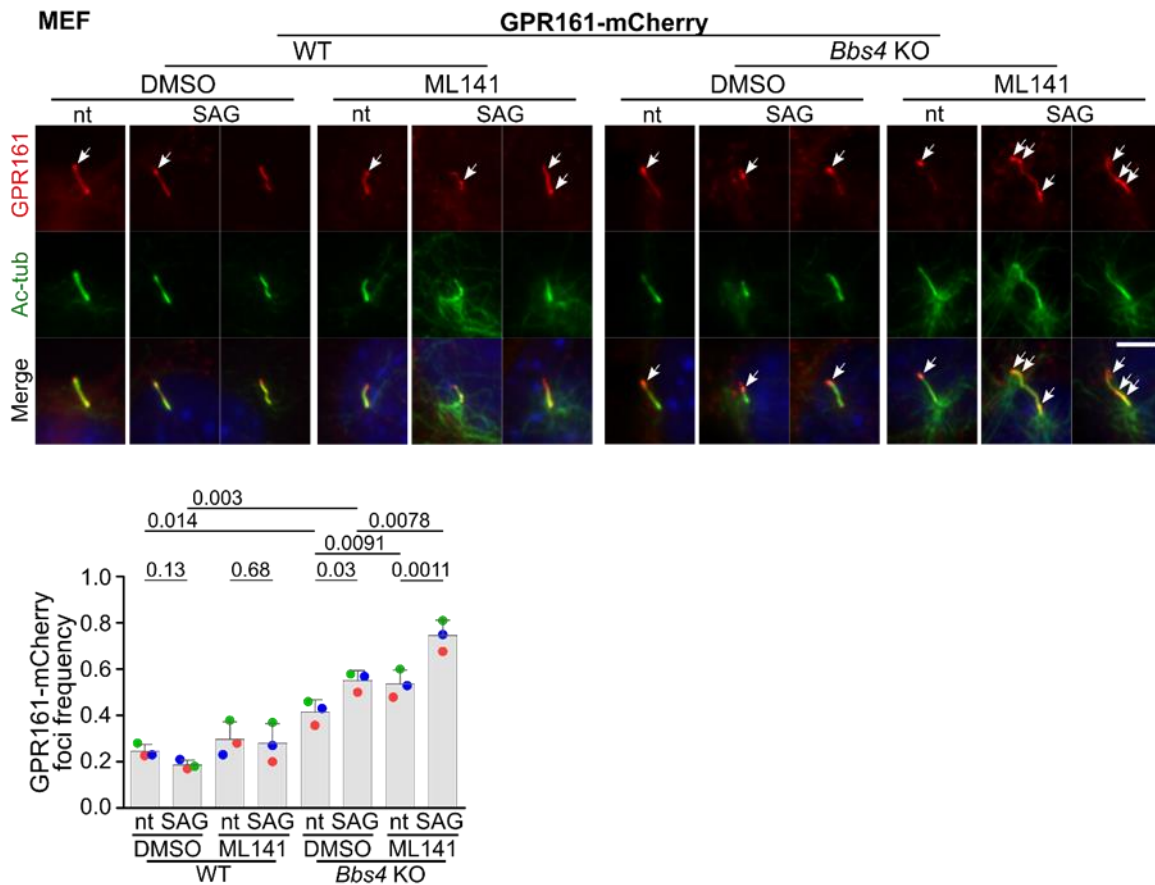 MEF
GPR161-mCherry
WT Bbs4 KO
DMSO ML141 DMSO ML141
nt SAG nt SAG nt SAG nt SAG
GPR161
Ac-tub
Merge
0.003
0.014 0.0078
0.0091
0.13 0.68 0.03 0.0011
GPR161-mCherry
foci frequency
1.0
0.8
0.6
0.4
0.2
0.0
nt SAG nt SAG nt SAG nt SAG
DMSO ML141 DMSO ML141
WT Bbs4 KO